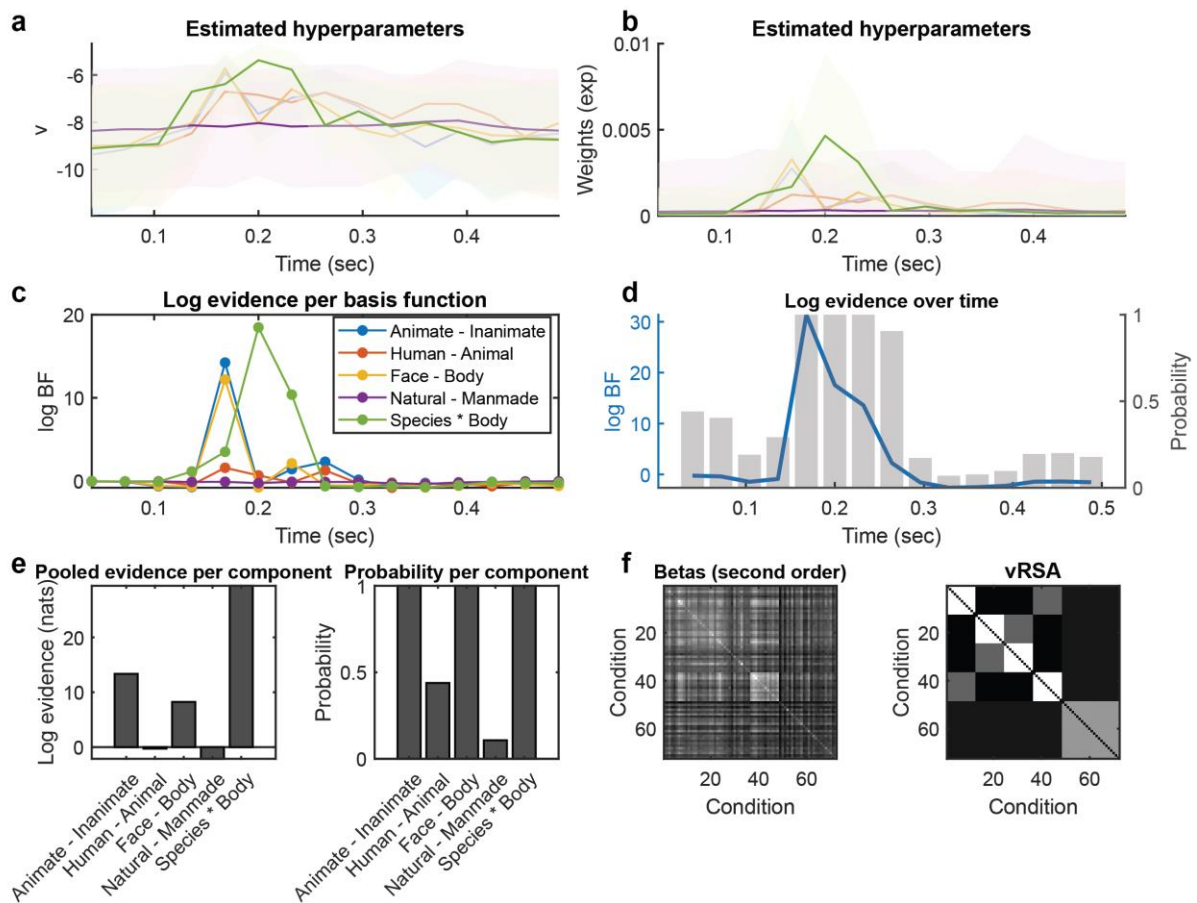 a
Estimated hyperparameters
-6
-8
-10
v
0.1 0.2 0.3 0.4
Time (sec)
b
Estimated hyperparameters
0.01
0.005
0
Weights (exp)
0.1 0.2 0.3 0.4
Time (sec)
c
Log evidence per basis function
20
10
0
log BF
Animate - Inanimate
Human - Animal
Face - Body
Natural - Manmade
Species * Body
0.1 0.2 0.3 0.4
Time (sec)
d
Log evidence over time
30
20
10
0
log BF
1
0.5
0
Probability
0.1 0.2 0.3 0.4 0.5
Time (sec)
e
Pooled evidence per component
20
10
0
Log evidence (nats)
Animate - Inanimate
Human - Animal
Face - Body
Natural - Manmade
Species * Body
Probability per component
1
0.5
0
Probability
Animate - Inanimate
Human - Animal
Face - Body
Natural - Manmade
Species * Body
f
Betas (second order)
20
40
60
Condition
20 40 60
Condition
vRSA
20
40
60
Condition
20 40 60
Condition